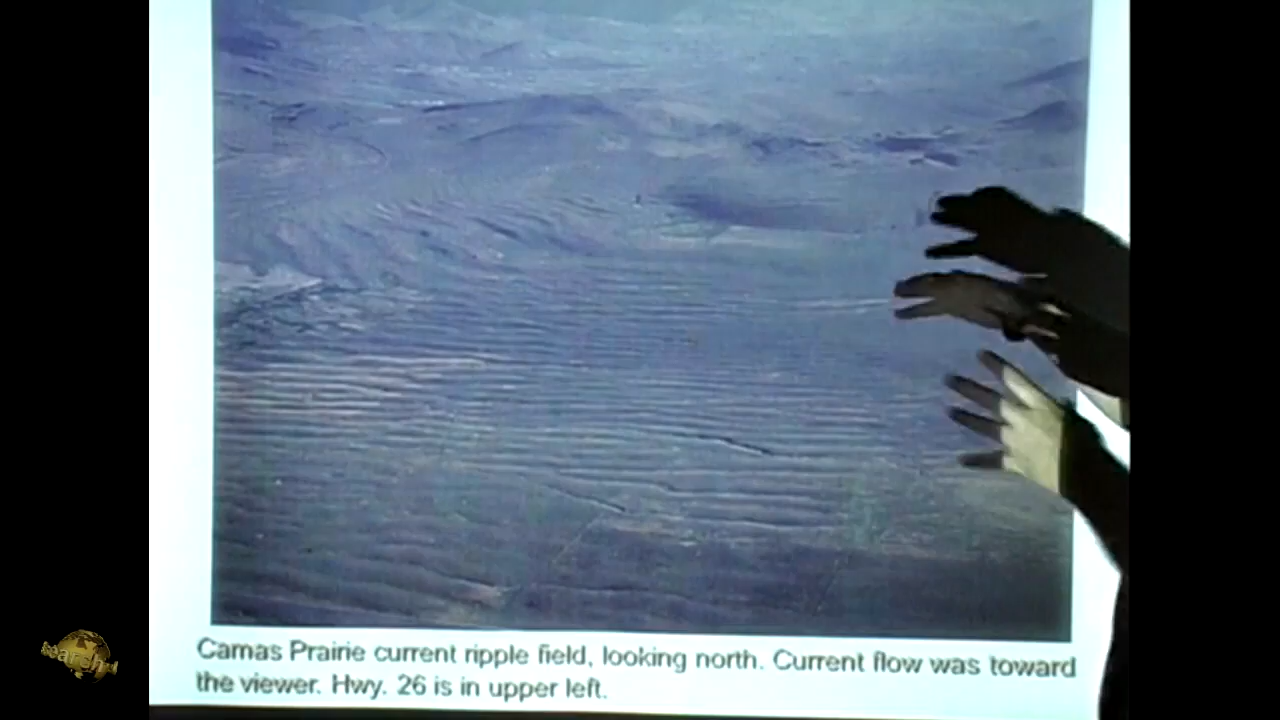 Camas Prairie current ripple field, looking north. Current flow was toward
the viewer. Hwy. 26 is in upper left.